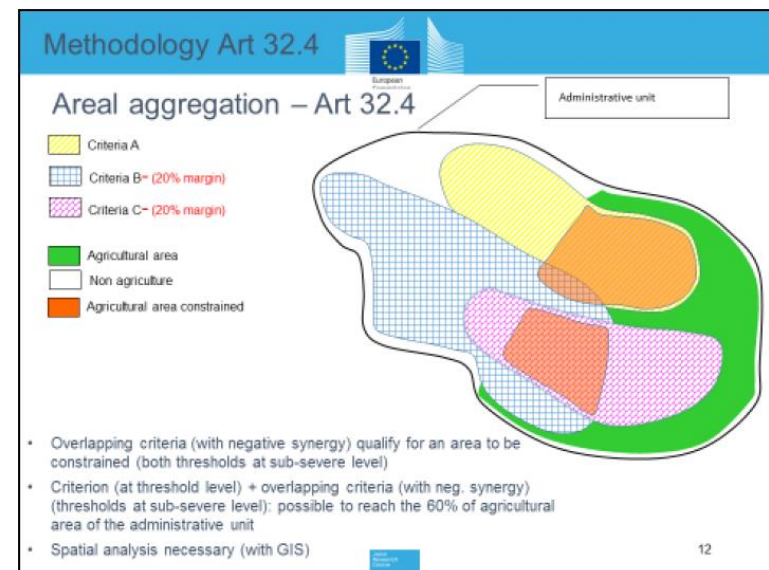 Methodology Art 32.4
European
Commission
Areal aggregation – Art 32.4
Administrative unit
Criteria A
Criteria B- (20% margin)
Criteria C- (20% margin)
Agricultural area
Non agriculture
Agricultural area constrained
• Overlapping criteria (with negative synergy) qualify for an area to be
constrained (both thresholds at sub-severe level)
• Criterion (at threshold level) + overlapping criteria (with neg. synergy)
(thresholds at sub-severe level): possible to reach the 60% of agricultural
area of the administrative unit
• Spatial analysis necessary (with GIS)
Joint
Research
Centre
12